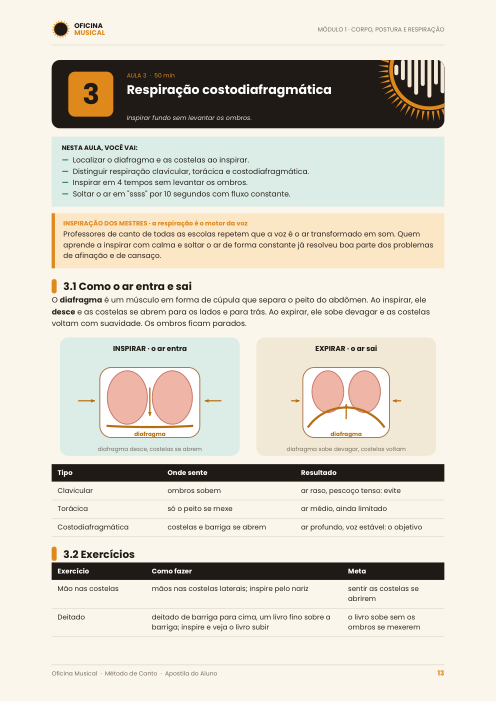 OFICINA
MUSICAL
MÓDULO 1 · CORPO, POSTURA E RESPIRAÇÃO
3
AULA 3 · 50 min
Respiração costodiafragmática
Inspirar fundo sem levantar os ombros.
NESTA AULA, VOCÊ VAI:
— Localizar o diafragma e as costelas ao inspirar.
— Distinguir respiração clavicular, torácica e costodiafragmática.
— Inspirar em 4 tempos sem levantar os ombros.
— Soltar o ar em "ssss" por 10 segundos com fluxo constante.
INSPIRAÇÃO DOS MESTRES · a respiração é o motor da voz
Professores de canto de todas as escolas repetem que a voz é o ar transformado em som. Quem
aprende a inspirar com calma e soltar o ar de forma constante já resolveu boa parte dos problemas
de afinação e de cansaço.
3.1 Como o ar entra e sai
O diafragma é um músculo em forma de cúpula que separa o peito do abdômen. Ao inspirar, ele
desce e as costelas se abrem para os lados e para trás. Ao expirar, ele sobe devagar e as costelas
voltam com suavidade. Os ombros ficam parados.
INSPIRAR · o ar entra
diafragma
diafragma desce, costelas se abrem
EXPIRAR · o ar sai
diafragma
diafragma sobe devagar, costelas voltam
Tipo Onde sente Resultado
Clavicular ombros sobem ar raso, pescoço tenso: evite
Torácica só o peito se mexe ar médio, ainda limitado
Costodiafragmática costelas e barriga se abrem ar profundo, voz estável: o objetivo
3.2 Exercícios
Exercício Como fazer Meta
Mão nas costelas mãos nas costelas laterais; inspire pelo nariz sentir as costelas se
abrirem
Deitado deitado de barriga para cima, um livro fino sobre a o livro sobe sem os
barriga; inspire e veja o livro subir ombros se mexerem
Oficina Musical · Método de Canto · Apostila do Aluno
13